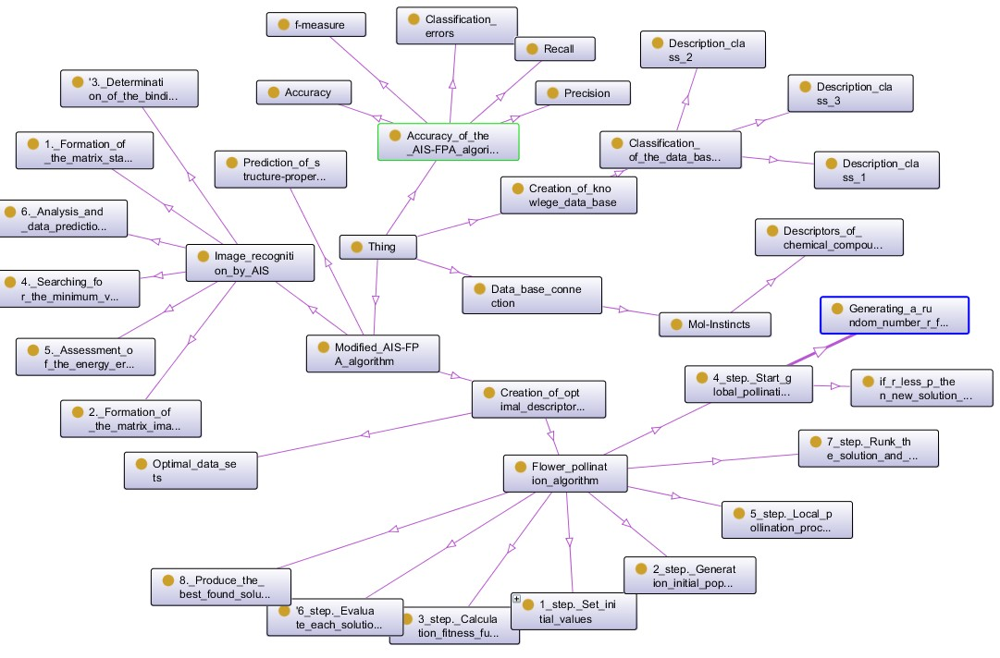 f-measure
Classification_
errors
Recall
Description_cla
ss_2
'3._Determinati
on_of_the_bindi...
Accuracy
Precision
Description_cla
ss_3
Accuracy_of_the
_AIS-FPA_algori...
1._Formation_of
_the_matrix_sta...
Classification_
of_the_data_bas...
Prediction_of_s
tructure-proper...
Description_cla
ss_1
Creation_of_kno
wlege_data_base
6._Analysis_and
_data_predictio...
Thing
Descriptors_of_
chemical_compou...
Image_recogniti
on_by_AIS
4._Searching_fo
r_the_minimum_v...
Data_base_conne
ction
Generating_a_ru
ndom_number_r_f...
Mol-Instincts
5._Assessment_o
f_the_energy_er...
Modified_AIS-FP
A_algorithm
4_step._Start_g
lobal_pollinati...
if_r_less_p_the
n_new_solution_...
Creation_of_opt
imal_descriptor...
2._Formation_of
_the_matrix_ima...
7_step._Runk_th
e_solution_and_...
Optimal_data_se
ts
Flower_pollinat
ion_algorithm
5_step._Local_p
ollination_proc...
2_step._Generat
ion_initial_pop...
8._Produce_the_
best_found_solu...
1_step._Set_ini
tial_values
'6_step._Evalua
te_each_solutio...
3_step._Calcula
tion_fitness_fu...